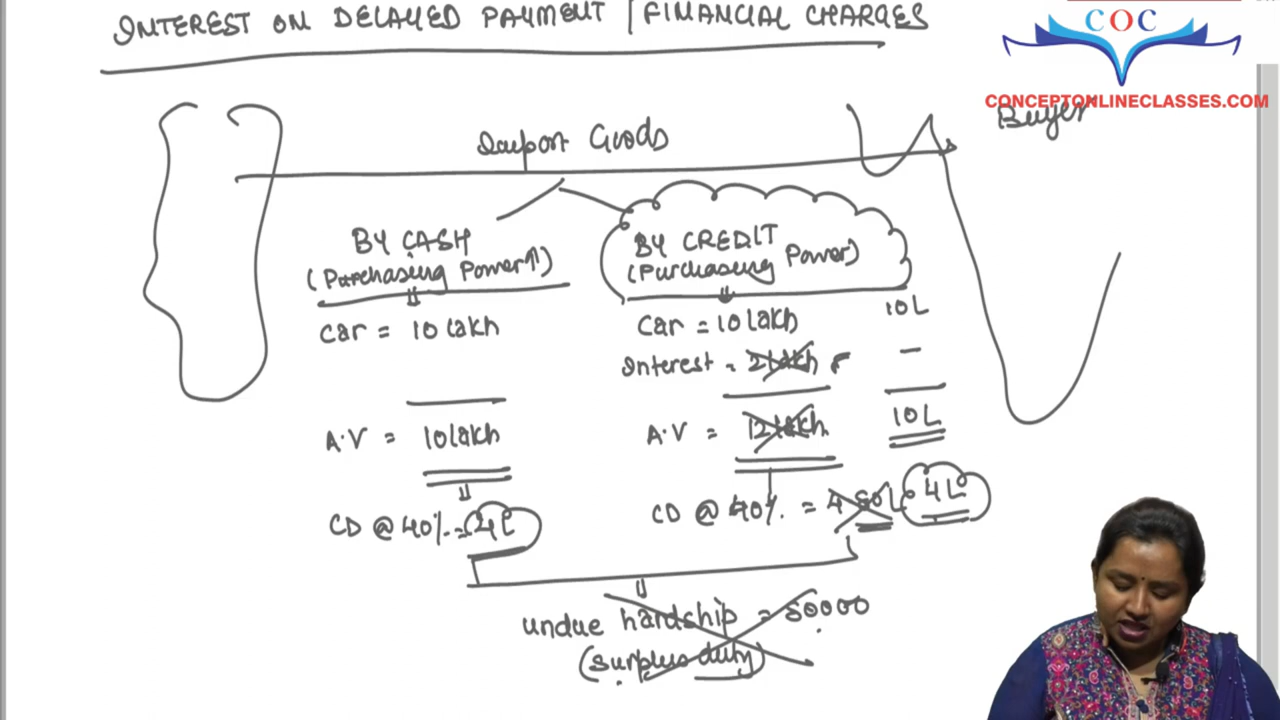 INTEREST ON DELAYED PAYMENT / FINANCIAL CHARGES
COC
CONCEPTONLINECLASSES.COM
Buyer
Import Goods
BY CASH
(Purchasing Power↑)
Car = 10 lakh
A.V = 10 lakh
CD @ 40% = 4L
BY CREDIT
(Purchasing Power)
Car = 10 lakh 10L
Interest = 2 lakh —
A.V = 12 lakh 10L
CD @ 40% = 4.80L 4L
undue hardship = 80000
(surplus duty)